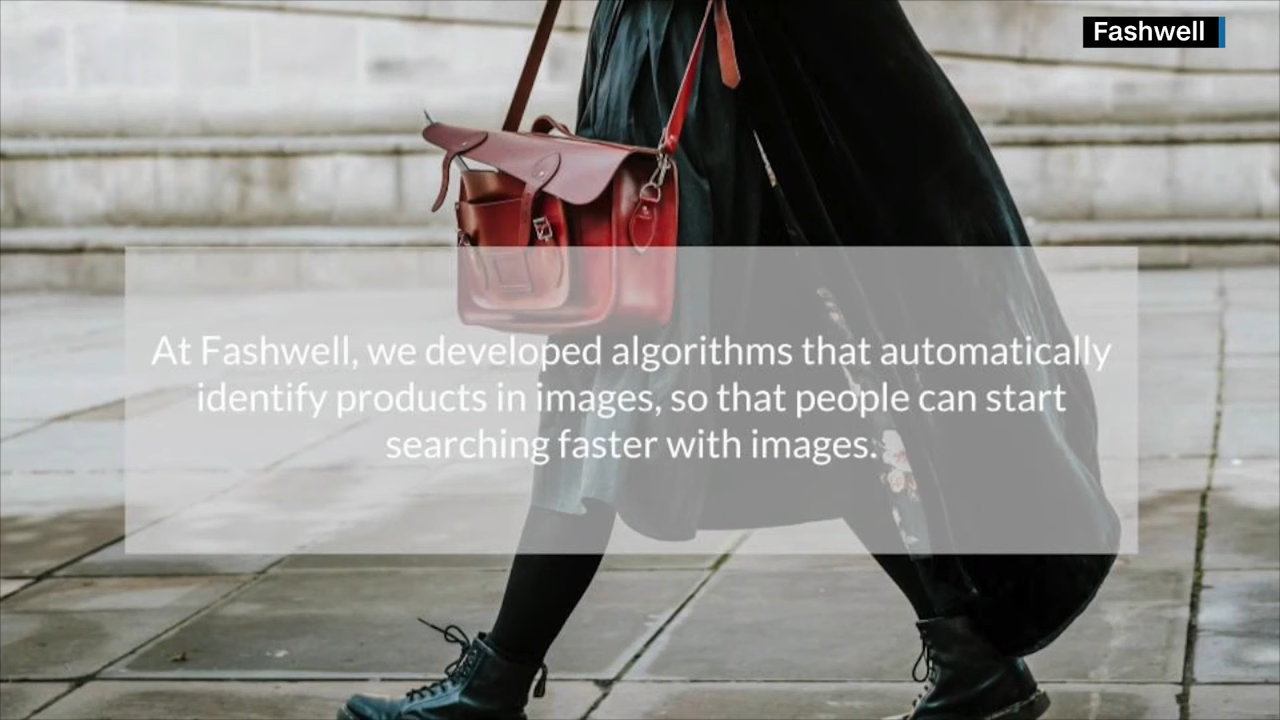 Fashwell
At Fashwell, we developed algorithms that automatically
identify products in images, so that people can start
searching faster with images.